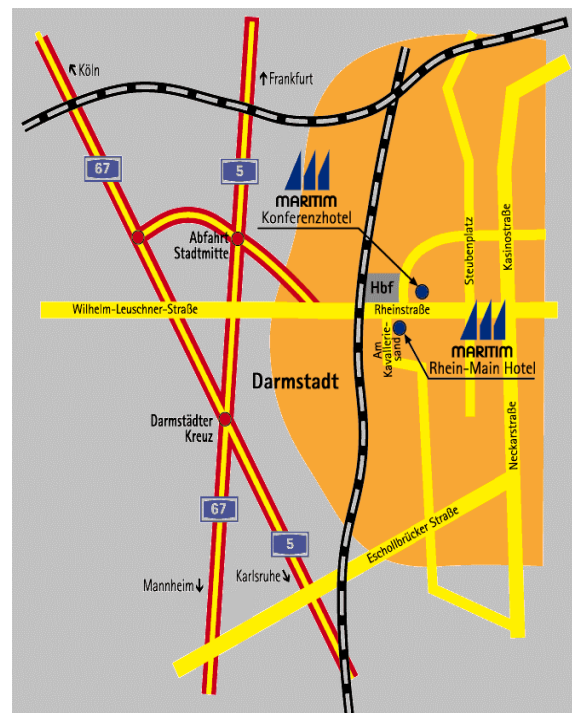 Köln
Frankfurt
67
5
MARITIM
Konferenzhotel
Abfahrt
Stadtmitte
Steubenplatz
Kasinostraße
Hbf
Wilhelm-Leuschner-Straße
Rheinstraße
MARITIM
Rhein-Main Hotel
Am
Kavallerie-
sand
Darmstadt
Darmstädter
Kreuz
Neckarstraße
67
5
Eschollbrücker Straße
Mannheim
Karlsruhe